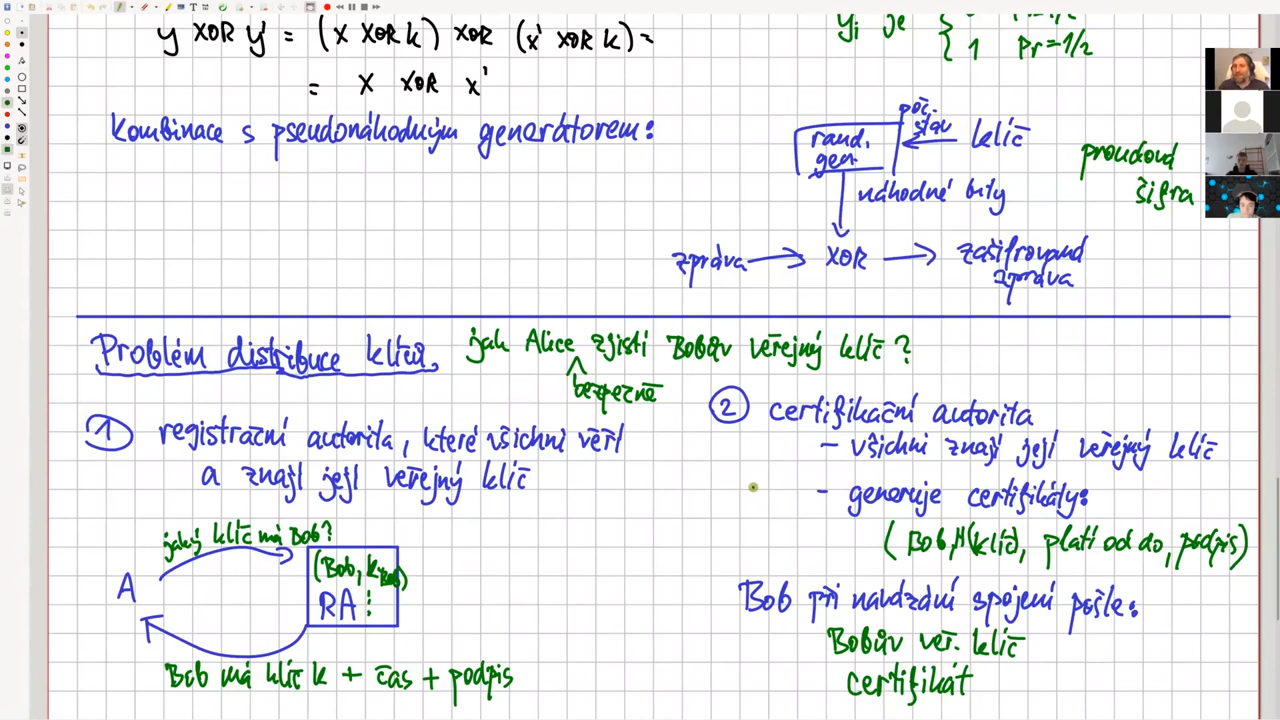 y XOR y' = (x XOR k) XOR (x' XOR k) =
= x XOR x'
yi je { 
1 pr=1/2
Kombinace s pseudonáhodným generátorem:
rand. gen.
poč. stav
klíč
náhodné bity
zpráva → XOR → zašifrovaná zpráva
proudová šifra
Problém distribuce klíčů.
jak Alice zjistí Bobův veřejný klíč?
bezpečně
1 registrační autorita, které všichni věří
a znají její veřejný klíč
jaký klíč má Bob?
A
(Bob, kBob)
RA :
Bob má klíč k + čas + podpis
2 certifikační autorita
- všichni znají její veřejný klíč
- generuje certifikáty:
(Bob, H(klíč), platí od do, podpis)
Bob při navázání spojení pošle:
Bobův veř. klíč
certifikát